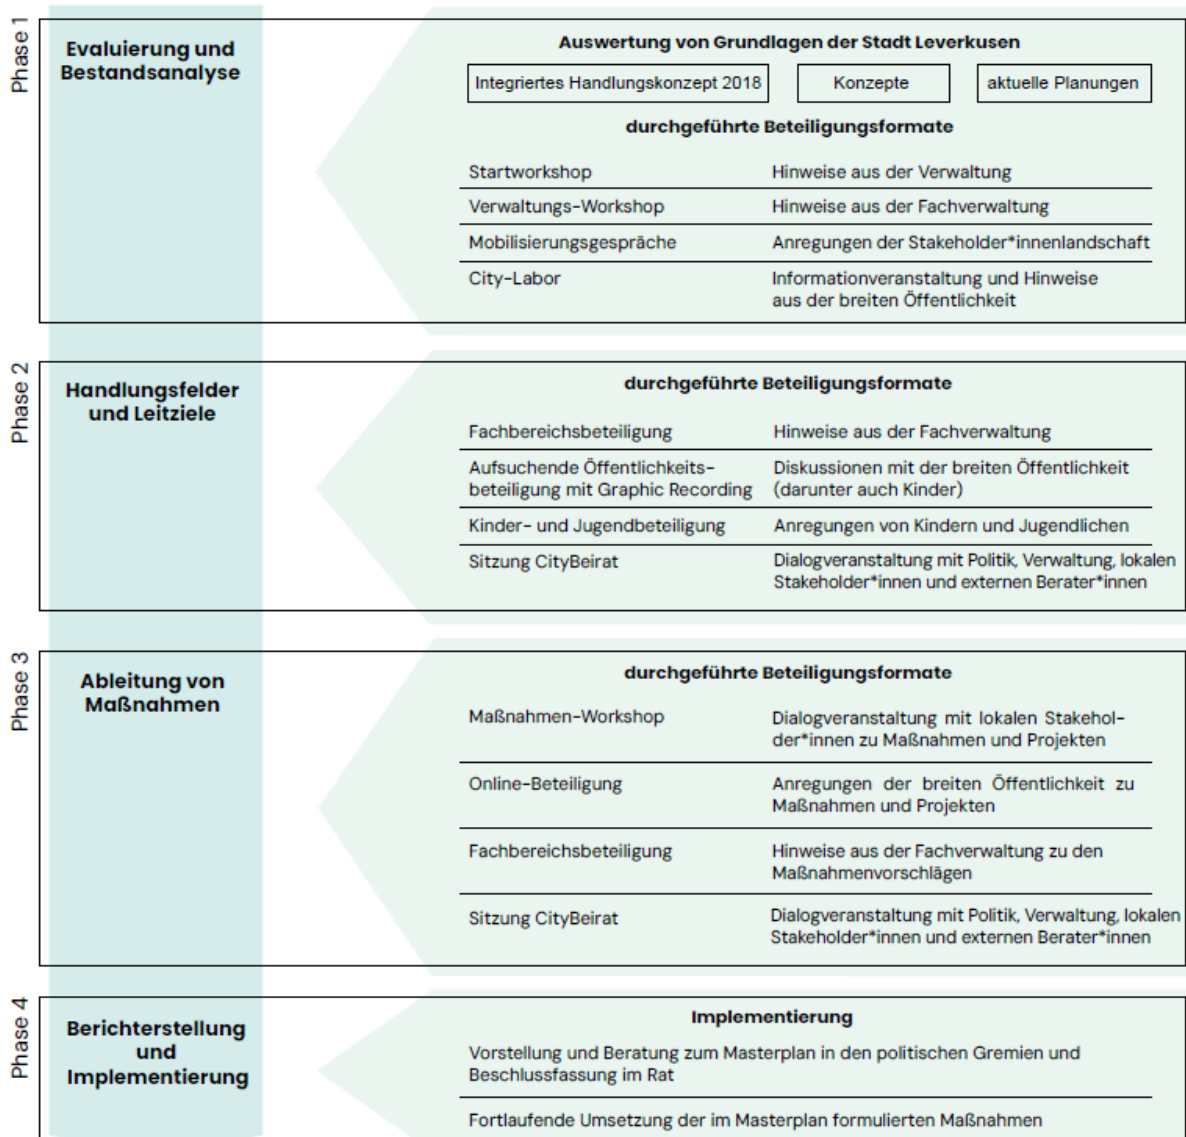 Phase 1
Evaluierung und
Bestandsanalyse
Auswertung von Grundlagen der Stadt Leverkusen
Integriertes Handlungskonzept 2018
Konzepte
aktuelle Planungen
durchgeführte Beteiligungsformate
Startworkshop
Hinweise aus der Verwaltung
Verwaltungs-Workshop
Hinweise aus der Fachverwaltung
Mobilisierungsgespräche
Anregungen der Stakeholder*innenlandschaft
City-Labor
Informationveranstaltung und Hinweise
aus der breiten Öffentlichkeit
Phase 2
Handlungsfelder
und Leitziele
durchgeführte Beteiligungsformate
Fachbereichsbeteiligung
Hinweise aus der Fachverwaltung
Aufsuchende Öffentlichkeits-
beteiligung mit Graphic Recording
Diskussionen mit der breiten Öffentlichkeit
(darunter auch Kinder)
Kinder- und Jugendbeteiligung
Anregungen von Kindern und Jugendlichen
Sitzung CityBeirat
Dialogveranstaltung mit Politik, Verwaltung, lokalen
Stakeholder*innen und externen Berater*innen
Phase 3
Ableitung von
Maßnahmen
durchgeführte Beteiligungsformate
Maßnahmen-Workshop
Dialogveranstaltung mit lokalen Stakehol-
der*innen zu Maßnahmen und Projekten
Online-Beteiligung
Anregungen der breiten Öffentlichkeit zu
Maßnahmen und Projekten
Fachbereichsbeteiligung
Hinweise aus der Fachverwaltung zu den
Maßnahmenvorschlägen
Sitzung CityBeirat
Dialogveranstaltung mit Politik, Verwaltung, lokalen
Stakeholder*innen und externen Berater*innen
Phase 4
Berichterstellung
und
Implementierung
Implementierung
Vorstellung und Beratung zum Masterplan in den politischen Gremien und
Beschlussfassung im Rat
Fortlaufende Umsetzung der im Masterplan formulierten Maßnahmen